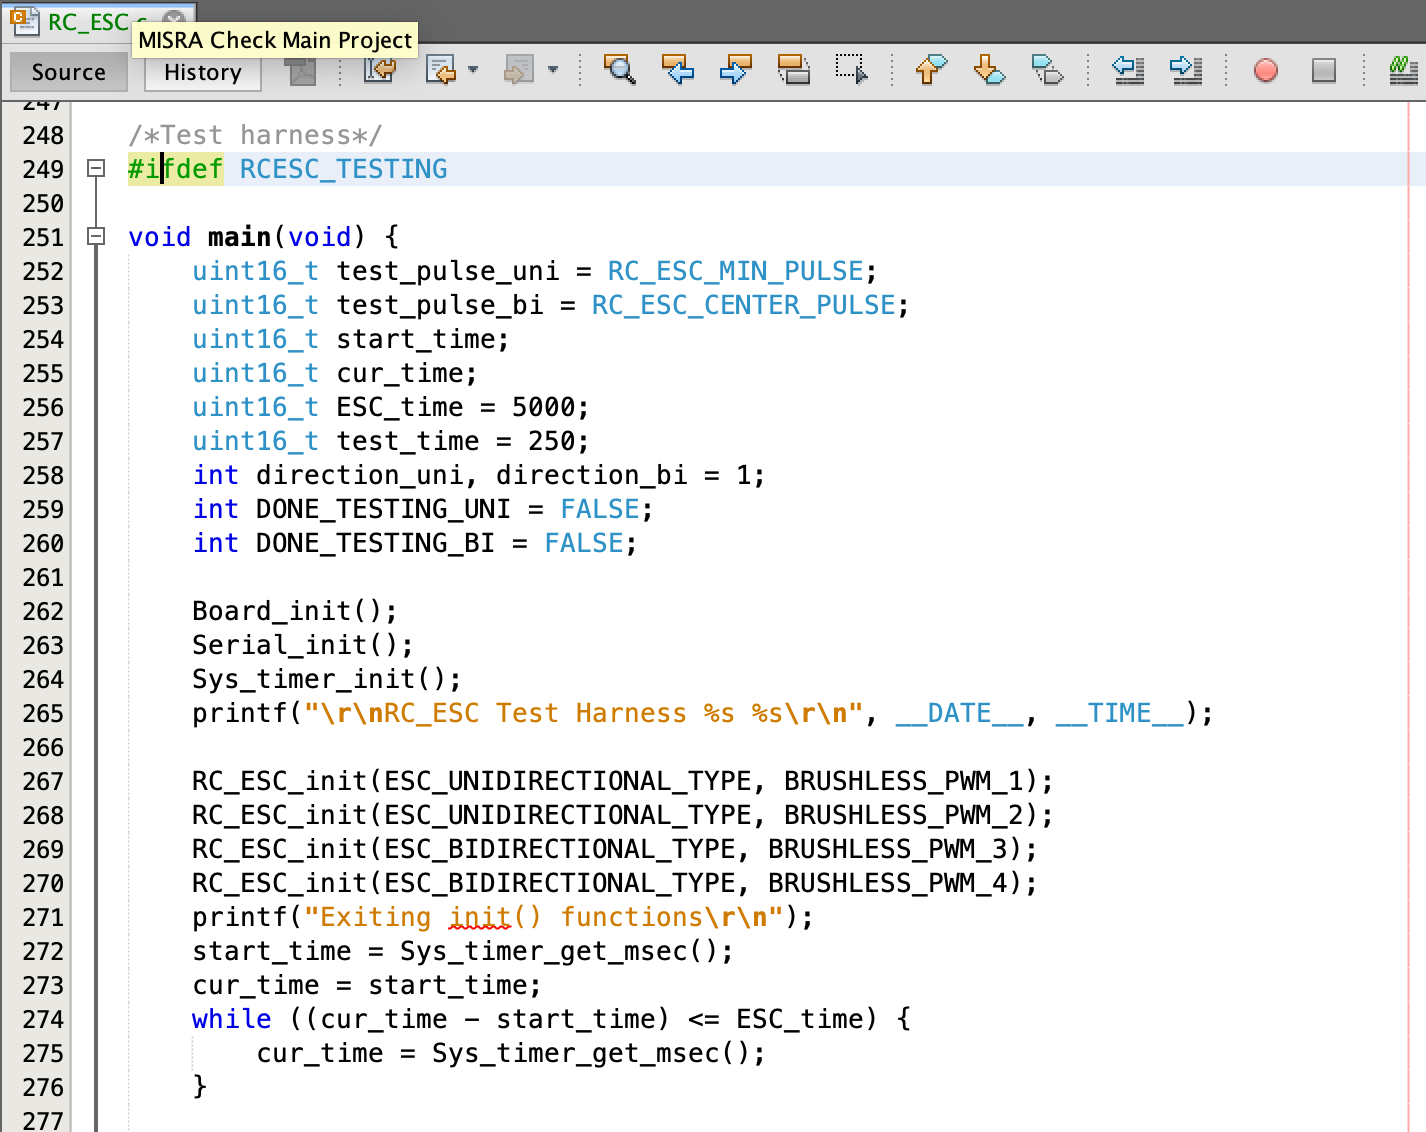 RC_ESC.c
MISRA Check Main Project
Source History
247
248 /*Test harness*/
249 #ifdef RCESC_TESTING
250
251 void main(void) {
252 uint16_t test_pulse_uni = RC_ESC_MIN_PULSE;
253 uint16_t test_pulse_bi = RC_ESC_CENTER_PULSE;
254 uint16_t start_time;
255 uint16_t cur_time;
256 uint16_t ESC_time = 5000;
257 uint16_t test_time = 250;
258 int direction_uni, direction_bi = 1;
259 int DONE_TESTING_UNI = FALSE;
260 int DONE_TESTING_BI = FALSE;
261
262 Board_init();
263 Serial_init();
264 Sys_timer_init();
265 printf("\r\nRC_ESC Test Harness %s %s\r\n", __DATE__, __TIME__);
266
267 RC_ESC_init(ESC_UNIDIRECTIONAL_TYPE, BRUSHLESS_PWM_1);
268 RC_ESC_init(ESC_UNIDIRECTIONAL_TYPE, BRUSHLESS_PWM_2);
269 RC_ESC_init(ESC_BIDIRECTIONAL_TYPE, BRUSHLESS_PWM_3);
270 RC_ESC_init(ESC_BIDIRECTIONAL_TYPE, BRUSHLESS_PWM_4);
271 printf("Exiting init() functions\r\n");
272 start_time = Sys_timer_get_msec();
273 cur_time = start_time;
274 while ((cur_time - start_time) <= ESC_time) {
275 cur_time = Sys_timer_get_msec();
276 }
277